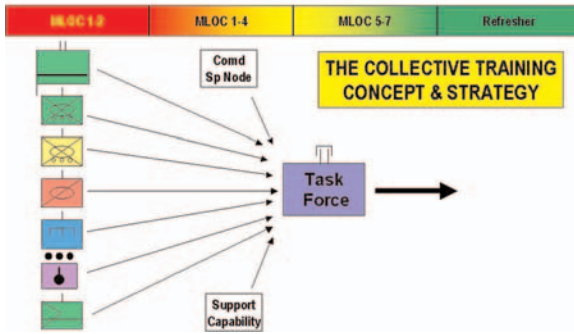 MLOC 1-2
MLOC 1-4
MLOC 5-7
Refresher
Comd
Sp Node
THE COLLECTIVE TRAINING
CONCEPT & STRATEGY
Task
Force
Support
Capability